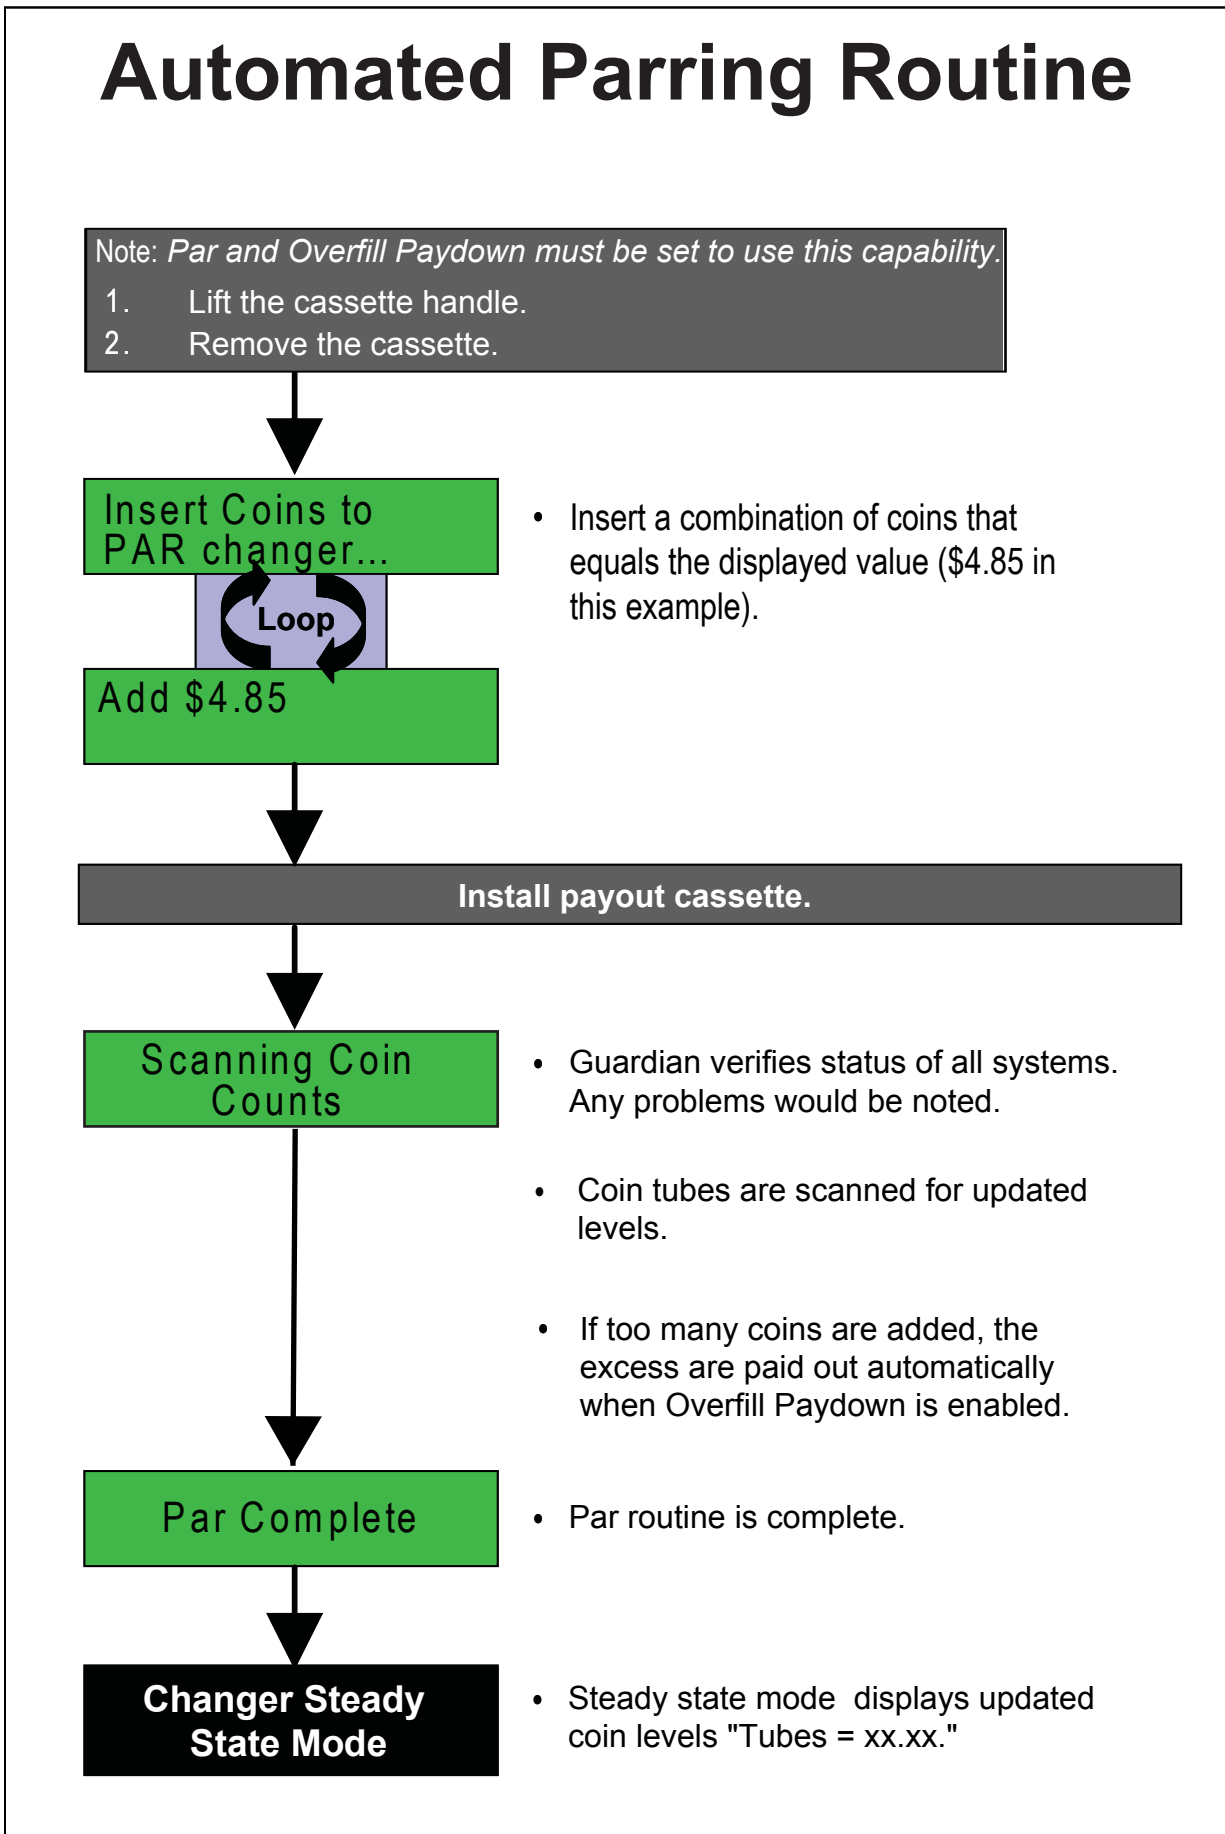 Automated Parring Routine
Note: Par and Overfill Paydown must be set to use this capability.
1. Lift the cassette handle.
2. Remove the cassette.
Insert Coins to
PAR changer...
• Insert a combination of coins that
equals the displayed value ($4.85 in
this example).
Loop
Add $4.85
Install payout cassette.
Scanning Coin
Counts
• Guardian verifies status of all systems.
Any problems would be noted.
• Coin tubes are scanned for updated
levels.
• If too many coins are added, the
excess are paid out automatically
when Overfill Paydown is enabled.
Par Complete
• Par routine is complete.
Changer Steady
State Mode
• Steady state mode displays updated
coin levels "Tubes = xx.xx."